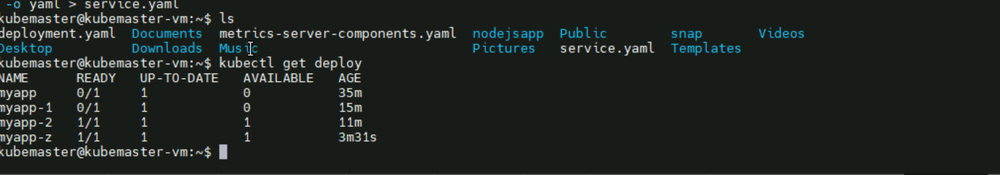 -o yaml > service.yaml
kubemaster@kubemaster-vm:~$ ls
deployment.yaml Documents metrics-server-components.yaml nodejsapp Public snap Videos
Desktop Downloads Music Pictures service.yaml Templates
kubemaster@kubemaster-vm:~$ kubectl get deploy
NAME READY UP-TO-DATE AVAILABLE AGE
myapp 0/1 1 0 35m
myapp-1 0/1 1 0 15m
myapp-2 1/1 1 1 11m
myapp-z 1/1 1 1 3m31s
kubemaster@kubemaster-vm:~$